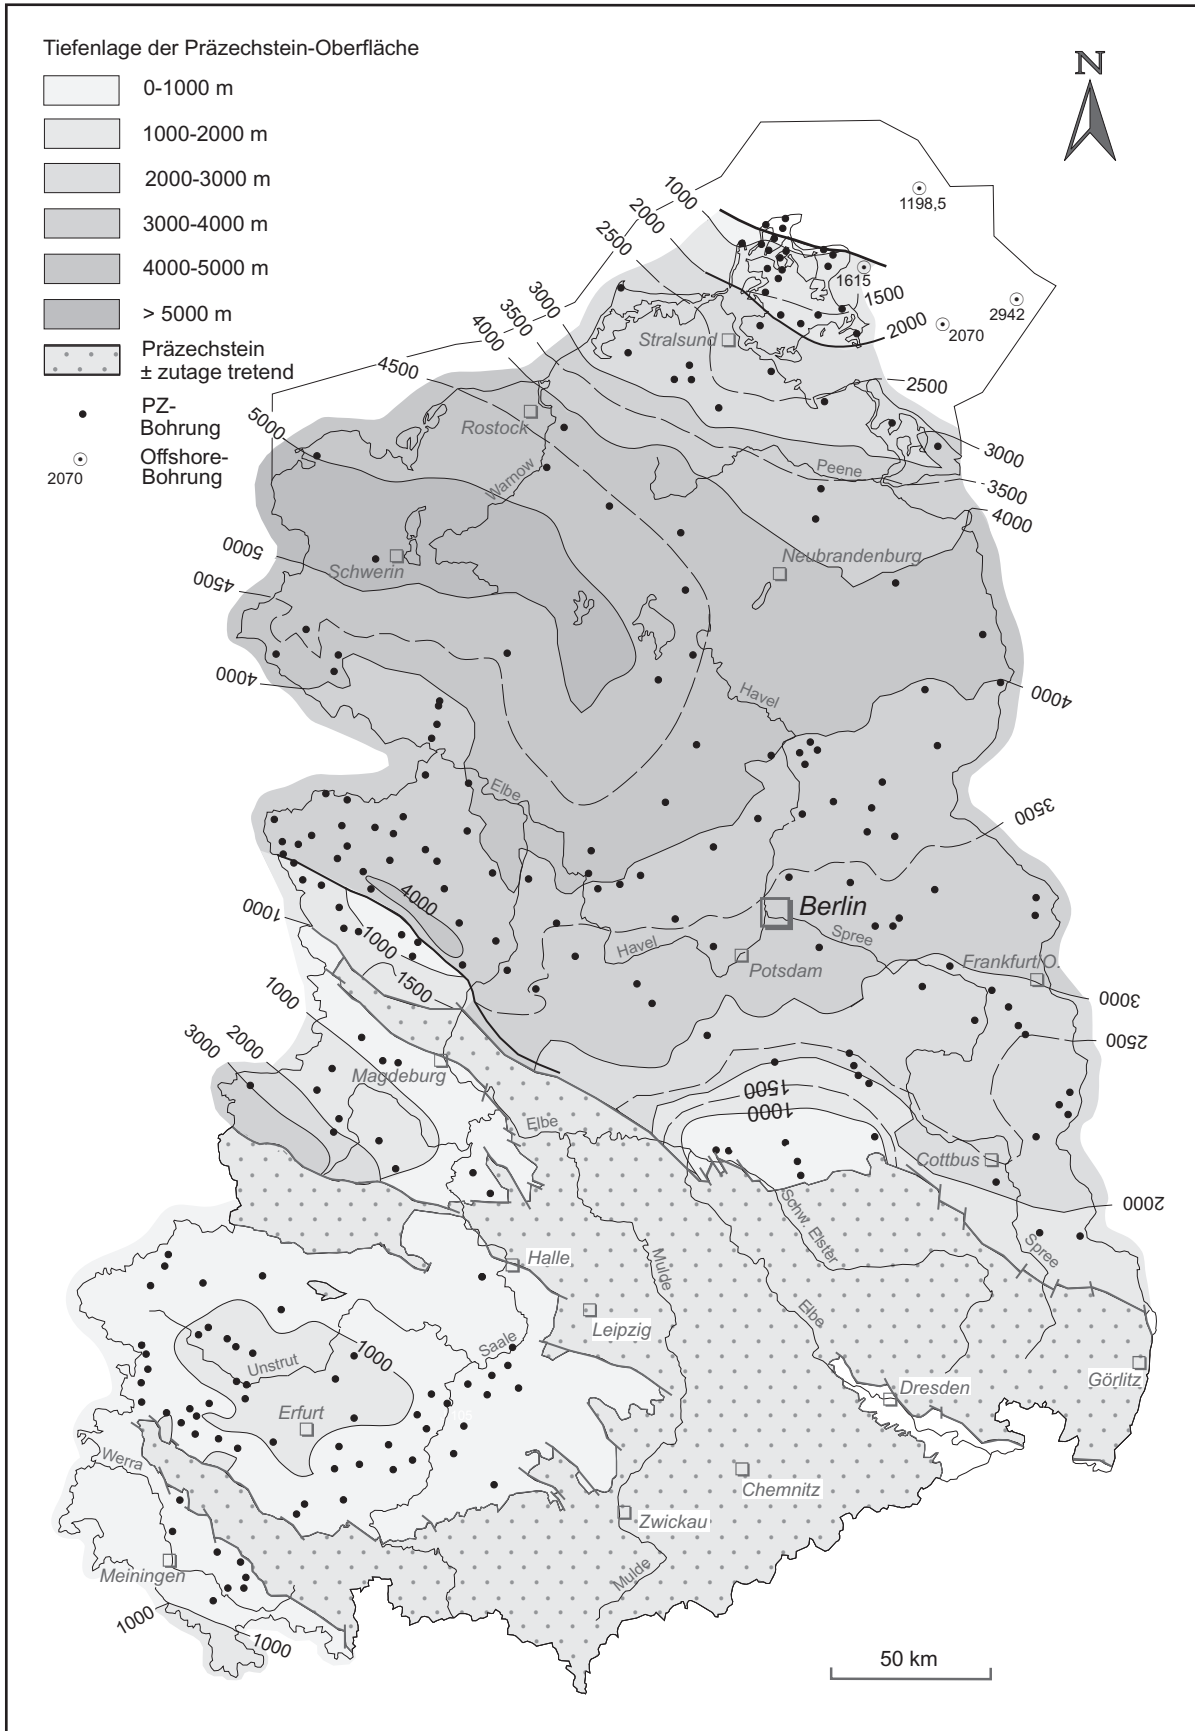 Tiefenlage der Präzechstein-Oberfläche
0-1000 m
1000-2000 m
2000-3000 m
3000-4000 m
4000-5000 m
> 5000 m
Präzechstein
± zutage tretend
PZ-
Bohrung
Offshore-
Bohrung
2070
N
1198,5
1000
2000
2500
1615
1500
2942
2070
2000
3000
3500
4000
Stralsund
4500
2500
5000
Rostock
3000
Peene
3500
Warnow
4000
5000
Schwerin
Neubrandenburg
4500
4000
Havel
4000
Elbe
3500
4000
Berlin
1000
1000
Havel
Spree
Potsdam
Frankfurt/O.
1500
1000
3000
3000
2000
2500
Magdeburg
1500
1000
Elbe
Cottbus
2000
Schw. Elster
Spree
Halle
Mulde
Elbe
Leipzig
Saale
1000
Unstrut
Görlitz
Dresden
Erfurt
Werra
Chemnitz
Zwickau
Meiningen
Mulde
1000
1000
50 km